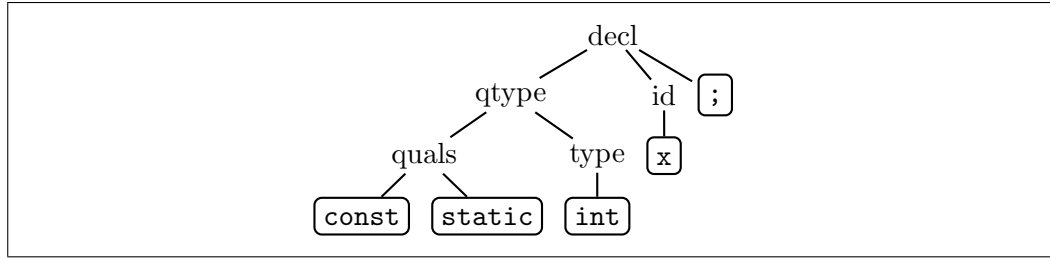 decl
qtype id ;
quals type x
const static int